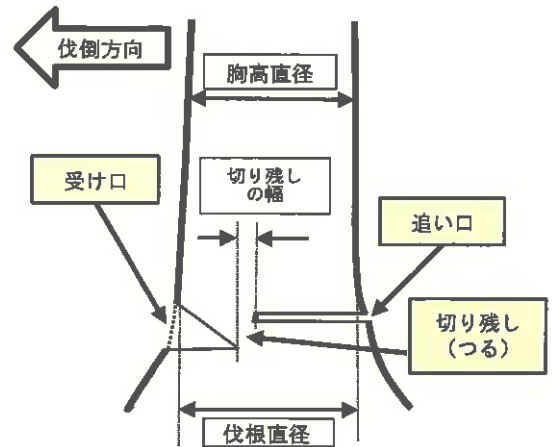 伐倒方向
胸高直径
受け口
切り残し
の幅
追い口
切り残し
（つる）
伐根直径